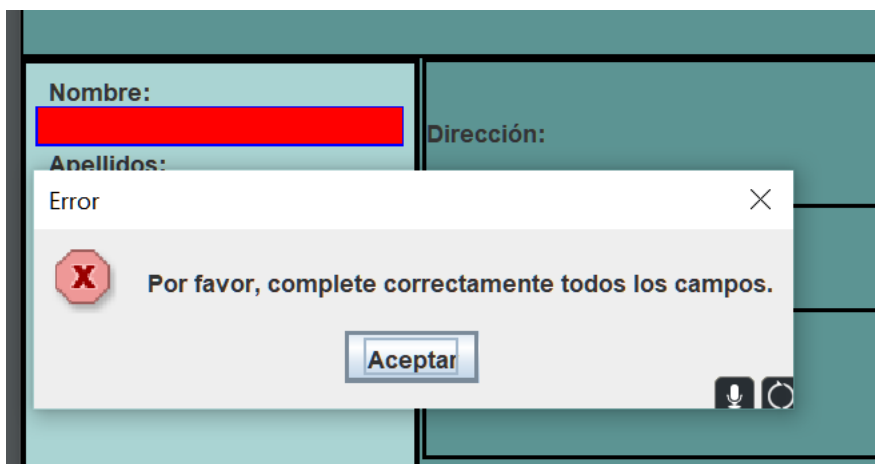 Nombre:
Dirección:
Apellidos:
Error
Por favor, complete correctamente todos los campos.
Aceptar